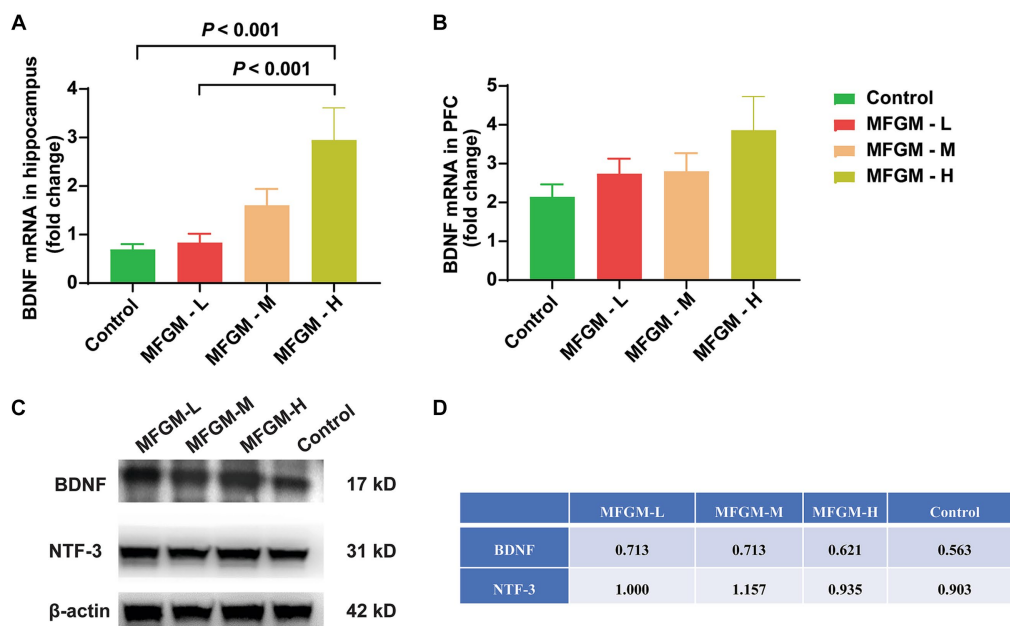 A
P < 0.001
P < 0.001
BDNF mRNA in hippocampus
(fold change)
4
3
2
1
0
Control
MFGM - L
MFGM - M
MFGM - H
B
BDNF mRNA in PFC
(fold change)
5
4
3
2
1
0
Control
MFGM - L
MFGM - M
MFGM - H
Control
MFGM - L
MFGM - M
MFGM - H
C
MFGM-L
MFGM-M
MFGM-H
Control
BDNF 17 kD
NTF-3 31 kD
β-actin 42 kD
D
MFGM-L MFGM-M MFGM-H Control
BDNF 0.713 0.713 0.621 0.563
NTF-3 1.000 1.157 0.935 0.903